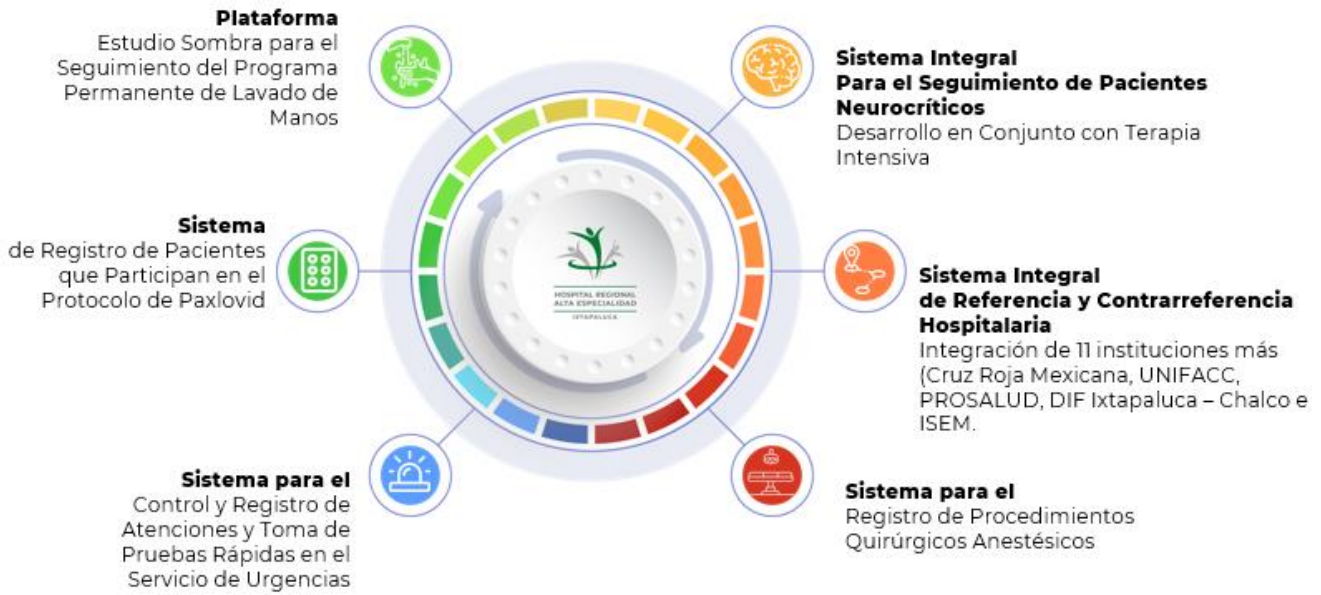 Plataforma
Estudio Sombra para el
Seguimiento del Programa
Permanente de Lavado de
Manos
Sistema Integral
Para el Seguimiento de Pacientes
Neurocríticos
Desarrollo en Conjunto con Terapia
Intensiva
Sistema
de Registro de Pacientes
que Participan en el
Protocolo de Paxlovid
HOSPITAL REGIONAL
ALTA ESPECIALIDAD
IXTAPALUCA
Sistema Integral
de Referencia y Contrarreferencia
Hospitalaria
Integración de 11 instituciones más
(Cruz Roja Mexicana, UNIFACC,
PROSALUD, DIF Ixtapaluca – Chalco e
ISEM.
Sistema para el
Control y Registro de
Atenciones y Toma de
Pruebas Rápidas en el
Servicio de Urgencias
Sistema para el
Registro de Procedimientos
Quirúrgicos Anestésicos